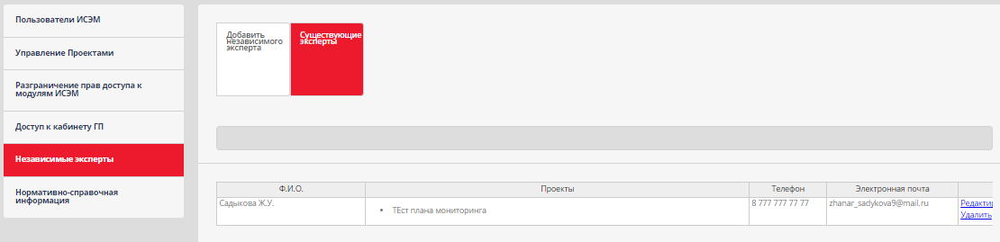 Пользователи ИСЭМ
Управление Проектами
Разграничение прав доступа к
модулям ИСЭМ
Доступ к кабинету ГП
Независимые эксперты
Нормативно-справочная
информация
Добавить
независимого
эксперта
Существующие
эксперты
Ф.И.О. Проекты Телефон Электронная почта
Садыкова Ж.У. • ТЕст плана мониторинга 8 777 777 77 77 zhanar_sadykova9@mail.ru Редактир
Удалить